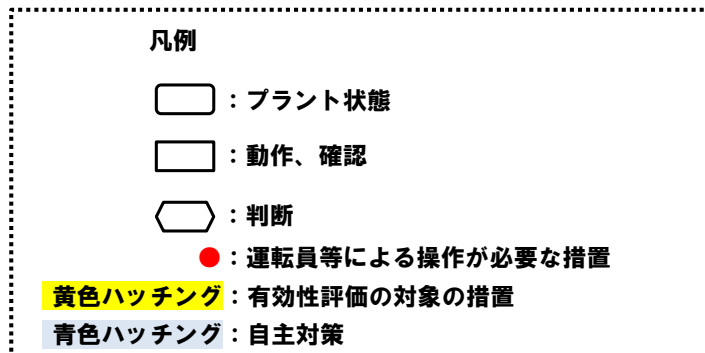 凡例
：プラント状態
：動作、確認
：判断
●：運転員等による操作が必要な措置
黄色ハッチング：有効性評価の対象の措置
青色ハッチング：自主対策